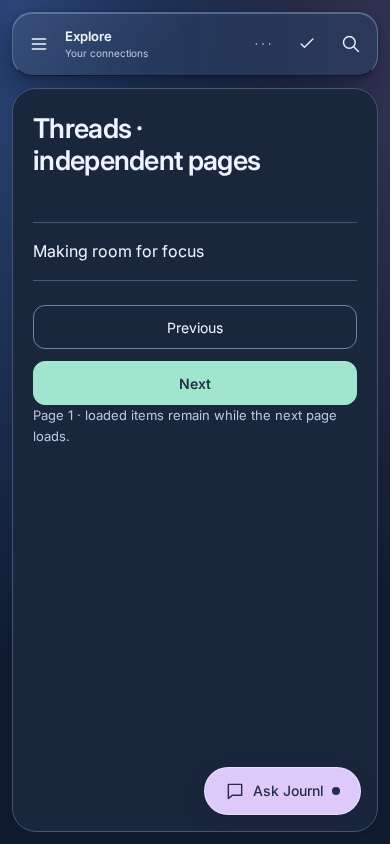 Explore
Your connections
Threads ·
independent pages
Making room for focus
Previous
Next
Page 1 · loaded items remain while the next page
loads.
Ask Journl